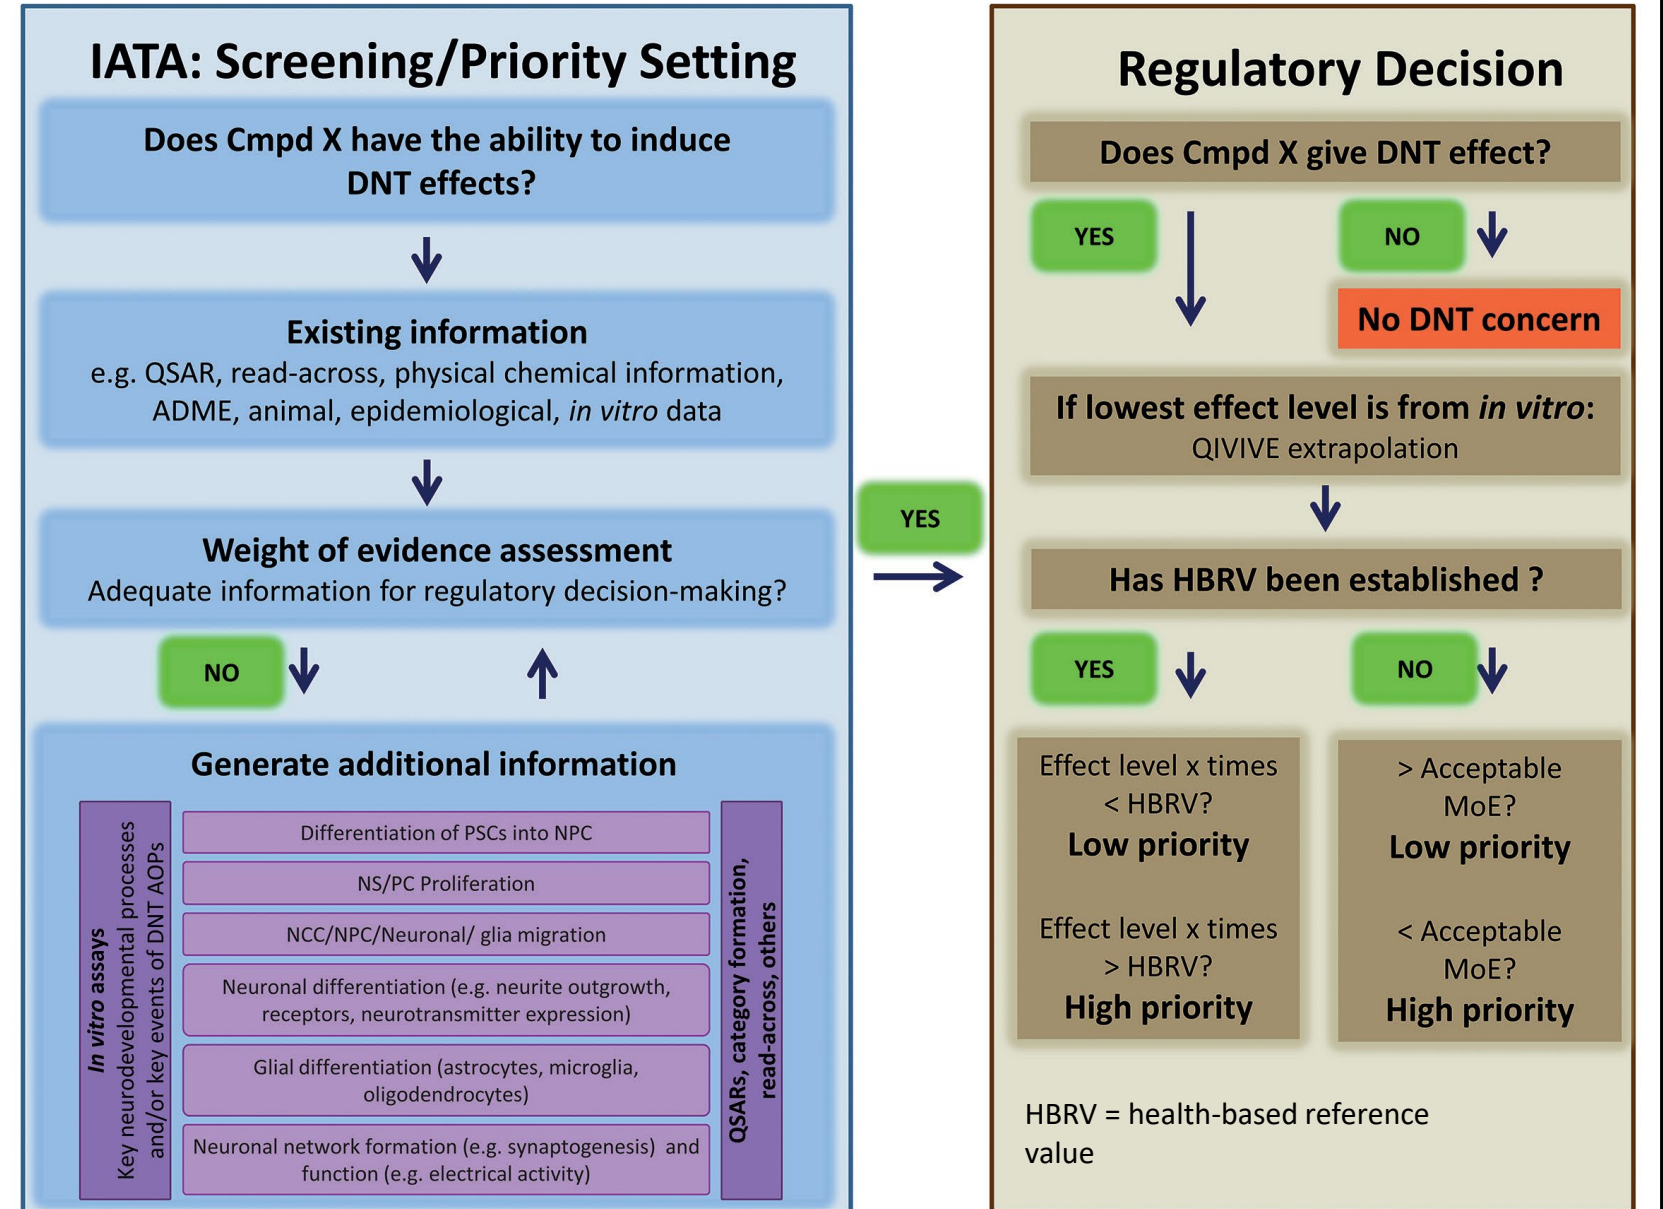 IATA: Screening/Priority Setting
Does Cmpd X have the ability to induce
DNT effects?
Existing information
e.g. QSAR, read-across, physical chemical information,
ADME, animal, epidemiological, in vitro data
Weight of evidence assessment
Adequate information for regulatory decision-making?
NO
Generate additional information
In vitro assays
Key neurodevelopmental processes
and/or key events of DNT AOPs
Differentiation of PSCs into NPC
NS/PC Proliferation
NCC/NPC/Neuronal/ glia migration
Neuronal differentiation (e.g. neurite outgrowth,
receptors, neurotransmitter expression)
Glial differentiation (astrocytes, microglia,
oligodendrocytes)
Neuronal network formation (e.g. synaptogenesis) and
function (e.g. electrical activity)
QSARs, category formation,
read-across, others
YES
Regulatory Decision
Does Cmpd X give DNT effect?
YES
NO
No DNT concern
If lowest effect level is from in vitro:
QIVIVE extrapolation
Has HBRV been established ?
YES
NO
Effect level x times
< HBRV?
Low priority
Effect level x times
> HBRV?
High priority
> Acceptable
MoE?
Low priority
< Acceptable
MoE?
High priority
HBRV = health-based reference
value